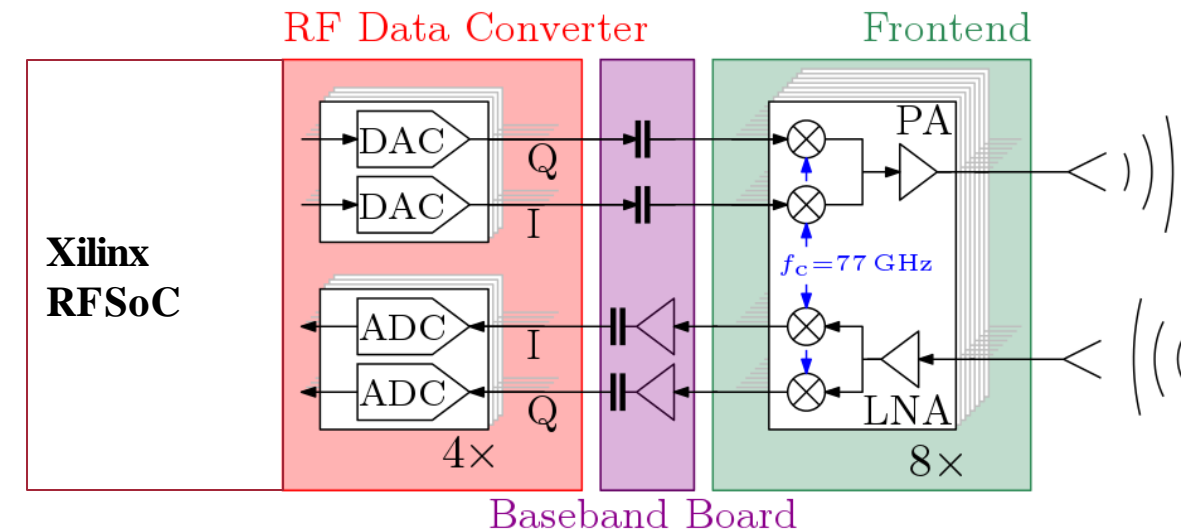 RF Data Converter
Frontend
DAC
Q
PA
DAC
I
Xilinx
RFSoC
f_c=77 GHz
ADC
I
ADC
Q
LNA
4×
8×
Baseband Board